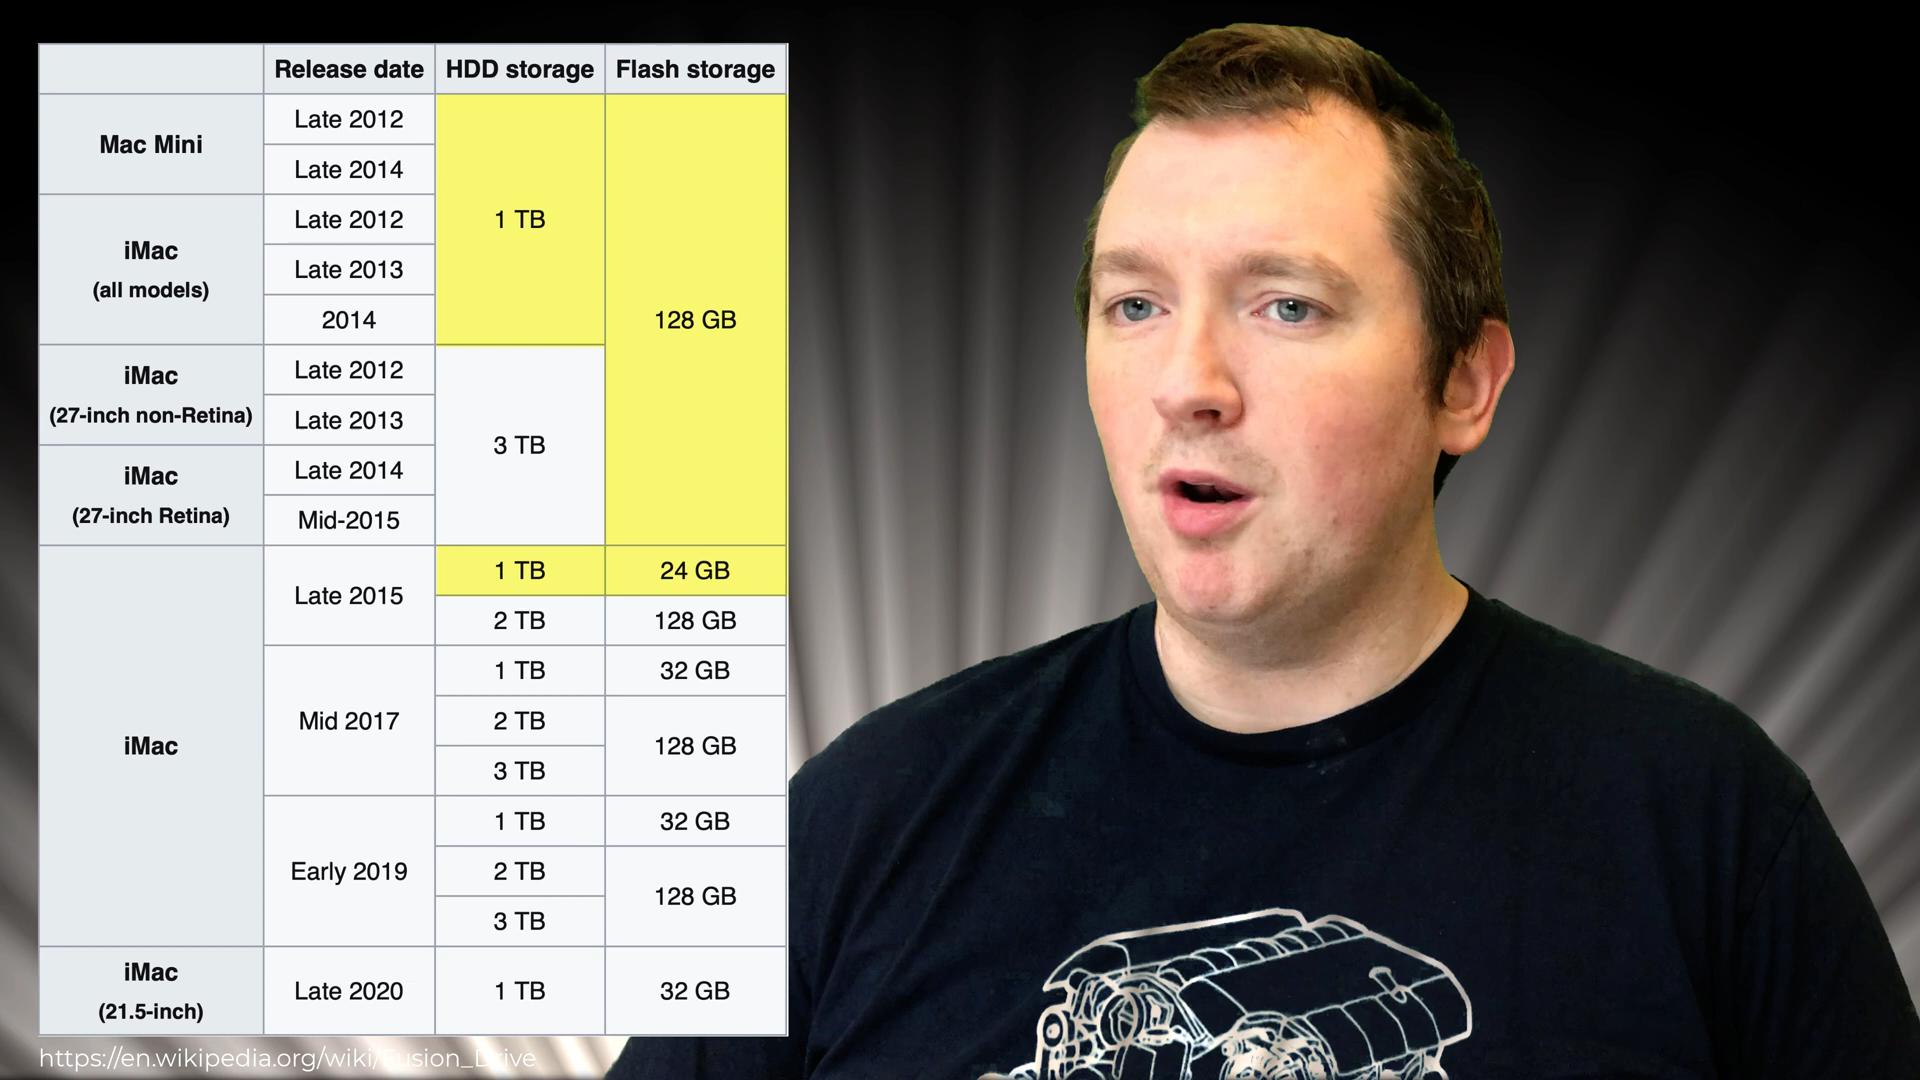 Release date HDD storage Flash storage
Mac Mini
Late 2012
1 TB
128 GB
Late 2014
iMac
(all models)
Late 2012
Late 2013
2014
iMac
(27-inch non-Retina)
Late 2012
3 TB
Late 2013
iMac
(27-inch Retina)
Late 2014
Mid-2015
iMac
Late 2015
1 TB
24 GB
2 TB
128 GB
Mid 2017
1 TB
32 GB
2 TB
128 GB
3 TB
Early 2019
1 TB
32 GB
2 TB
128 GB
3 TB
iMac
(21.5-inch)
Late 2020
1 TB
32 GB
https://en.wikipedia.org/wiki/Fusion_Drive